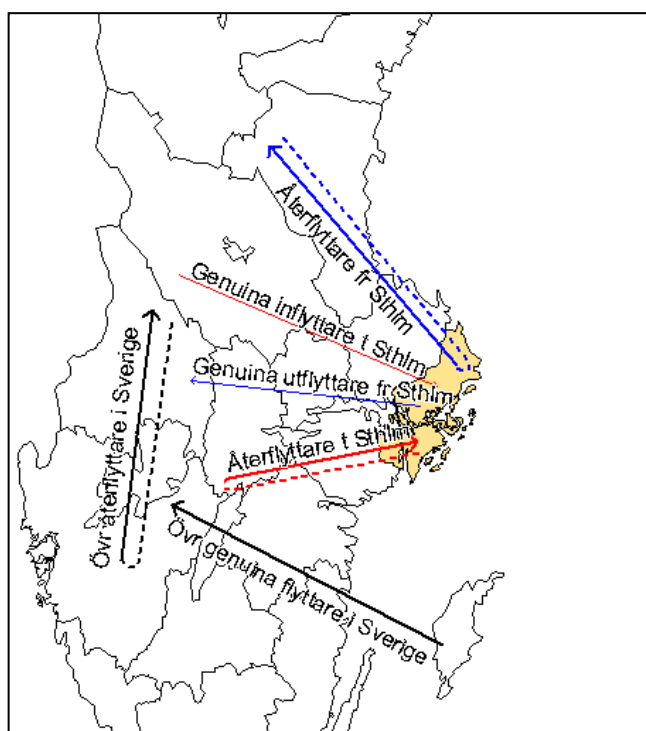 Återflyttare fr Sthlm
Genuina inflyttare t Sthlm
Genuina utflyttare fr Sthlm
Återflyttare t Sthlm
Övr återflyttare i Sverige
Övr genuina flyttare i Sverige